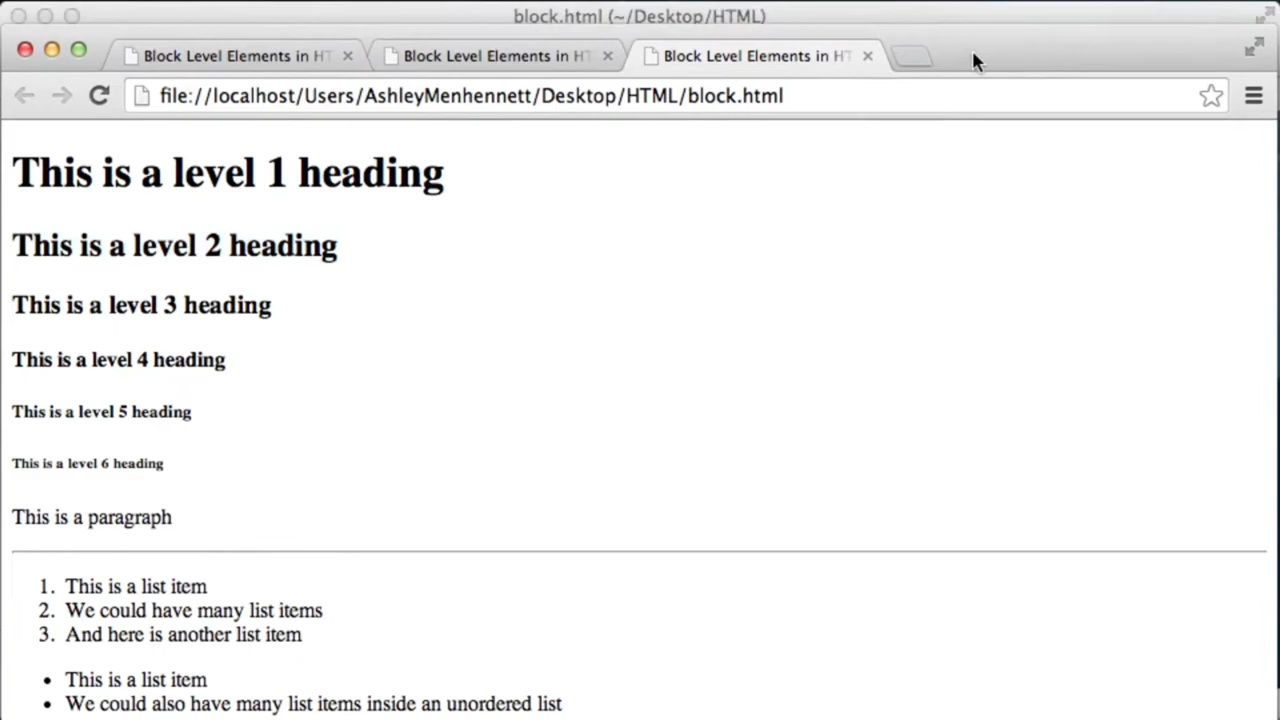 block.html (~/Desktop/HTML)
Block Level Elements in HT
Block Level Elements in HT
Block Level Elements in HT
file://localhost/Users/AshleyMenhennett/Desktop/HTML/block.html
This is a level 1 heading
This is a level 2 heading
This is a level 3 heading
This is a level 4 heading
This is a level 5 heading
This is a level 6 heading
This is a paragraph
1. This is a list item
2. We could have many list items
3. And here is another list item
• This is a list item
• We could also have many list items inside an unordered list